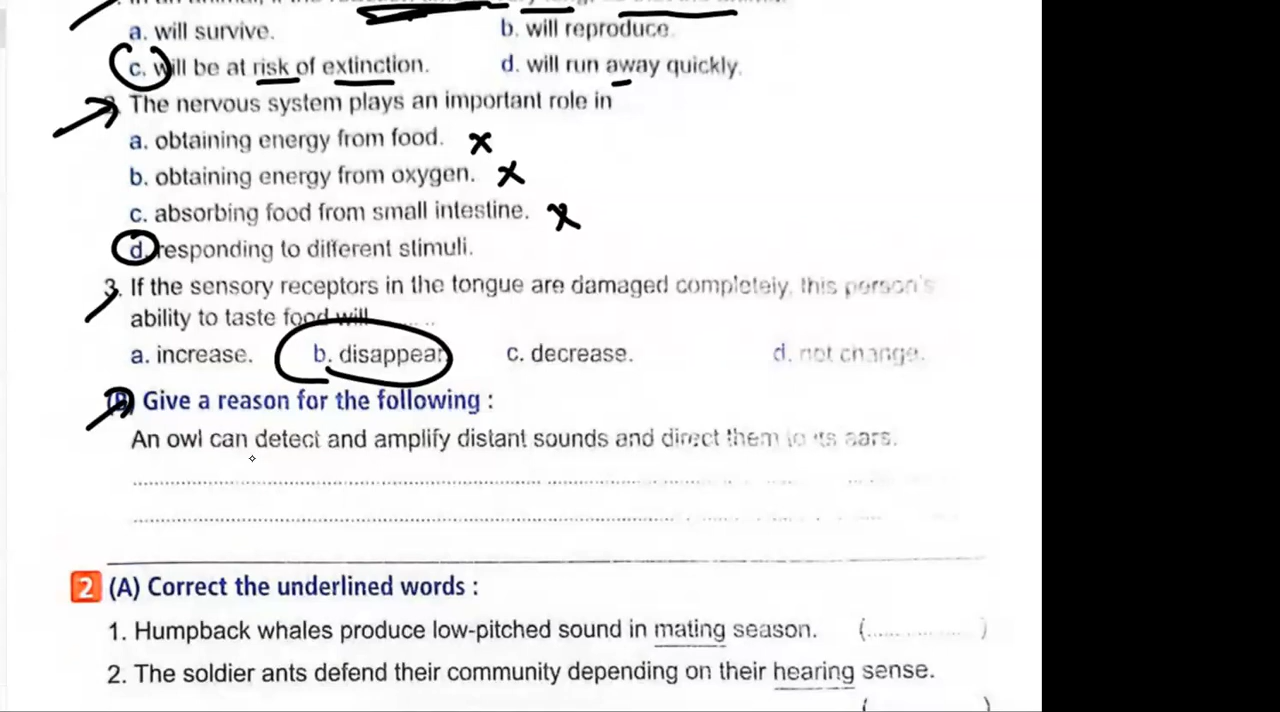 a. will survive. b. will reproduce.
c. will be at risk of extinction. d. will run away quickly.
The nervous system plays an important role in
a. obtaining energy from food. x
b. obtaining energy from oxygen. x
c. absorbing food from small intestine. x
d. responding to different stimuli.
3. If the sensory receptors in the tongue are damaged completely, this person's
ability to taste food will ........
a. increase. b. disappear. c. decrease. d. not change.
(B) Give a reason for the following :
An owl can detect and amplify distant sounds and direct them to its ears.
2 (A) Correct the underlined words :
1. Humpback whales produce low-pitched sound in mating season. (..............)
2. The soldier ants defend their community depending on their hearing sense.
( )